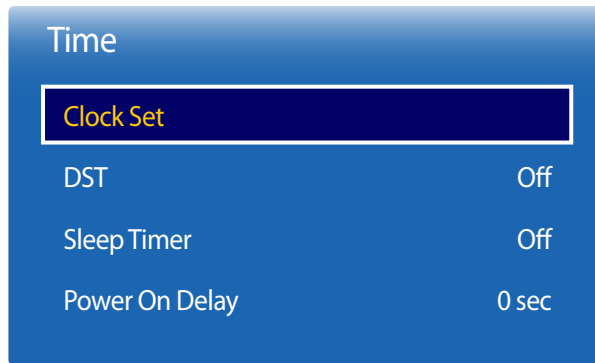 Time
Clock Set
DST Off
Sleep Timer Off
Power On Delay 0 sec